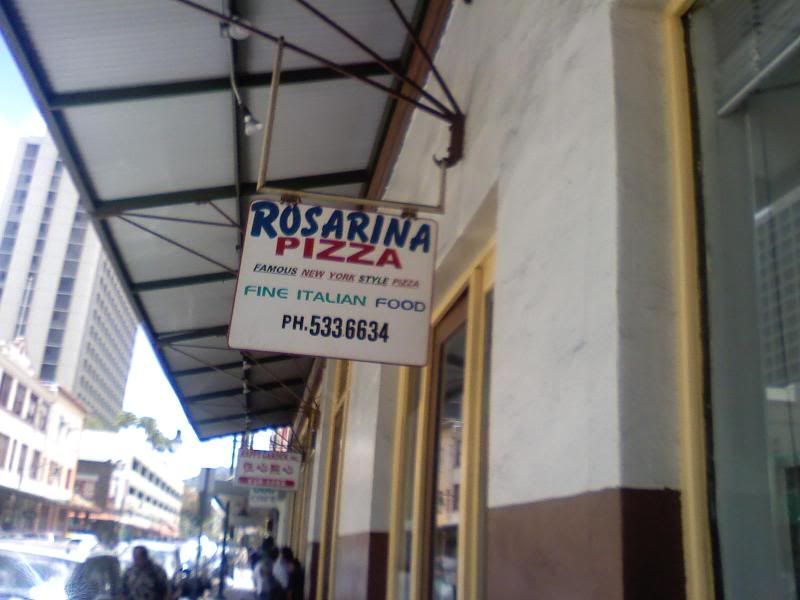 ROSARINA
PIZZA
FAMOUS NEW YORK STYLE PIZZA
FINE ITALIAN FOOD
PH. 533 6634